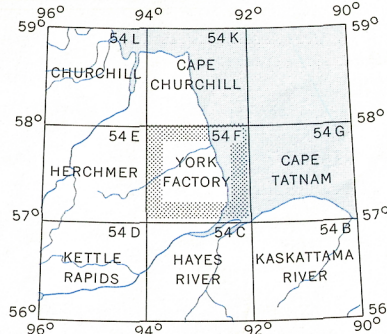 96° 94° 92° 90°
59° 54 L 54 K 59°
CHURCHILL CAPE
CHURCHILL
58° 54 E 54 F 54 G 58°
HERCHMER YORK
FACTORY CAPE
TATNAM
57° 54 D 54 C 54 B 57°
KETTLE
RAPIDS HAYES
RIVER KASKATTAMA
RIVER
56° 56
96° 94° 92° 90°